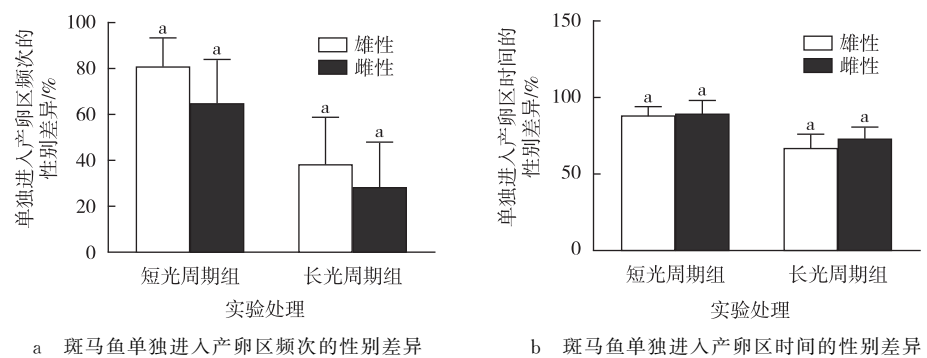 单独进入产卵区频次的
性别差异/%
100
80
60
40
20
0
a
a
a
a
雄性
雌性
短光周期组
长光周期组
实验处理
a 斑马鱼单独进入产卵区频次的性别差异
单独进入产卵区时间的
性别差异/%
150
100
50
0
a
a
a
a
雄性
雌性
短光周期组
长光周期组
实验处理
b 斑马鱼单独进入产卵区时间的性别差异